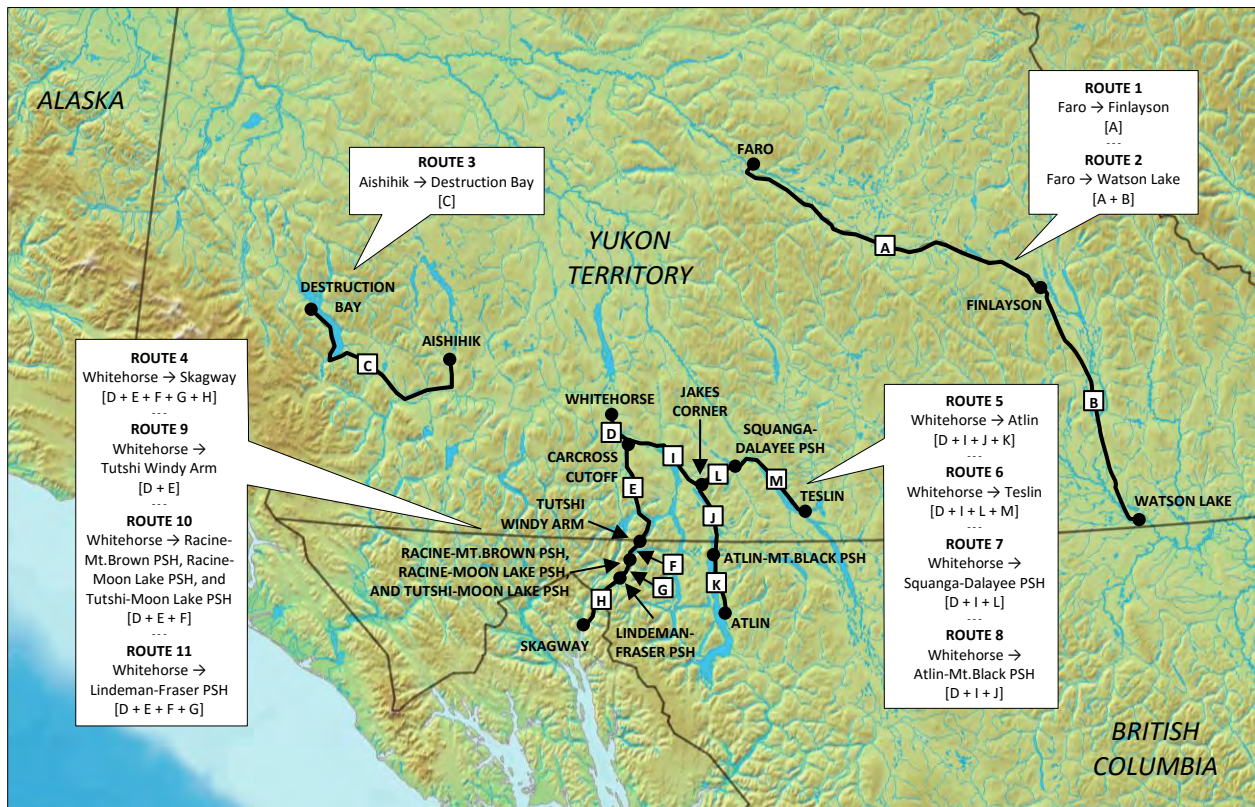 ALASKA
ROUTE 1
Faro → Finlayson
[A]
---
ROUTE 2
Faro → Watson Lake
[A + B]
ROUTE 3
Aishihik → Destruction Bay
[C]
FARO
A
YUKON
TERRITORY
FINLAYSON
DESTRUCTION
BAY
AISHIHIK
C
B
WATSON LAKE
ROUTE 4
Whitehorse → Skagway
[D + E + F + G + H]
---
ROUTE 9
Whitehorse →
Tutshi Windy Arm
[D + E]
---
ROUTE 10
Whitehorse → Racine-
Mt.Brown PSH, Racine-
Moon Lake PSH, and
Tutshi-Moon Lake PSH
[D + E + F]
---
ROUTE 11
Whitehorse →
Lindeman-Fraser PSH
[D + E + F + G]
WHITEHORSE
D
JAKES
CORNER
SQUANGA-
DALAYEE PSH
CARCROSS
CUTOFF
I
L
M
E
TESLIN
TUTSHI
WINDY ARM
J
RACINE-MT.BROWN PSH,
RACINE-MOON LAKE PSH,
AND TUTSHI-MOON LAKE PSH
F
G
ATLIN-MT.BLACK PSH
K
H
ATLIN
SKAGWAY
LINDEMAN-
FRASER PSH
ROUTE 5
Whitehorse → Atlin
[D + I + J + K]
---
ROUTE 6
Whitehorse → Teslin
[D + I + L + M]
---
ROUTE 7
Whitehorse →
Squanga-Dalayee PSH
[D + I + L]
---
ROUTE 8
Whitehorse →
Atlin-Mt.Black PSH
[D + I + J]
BRITISH
COLUMBIA